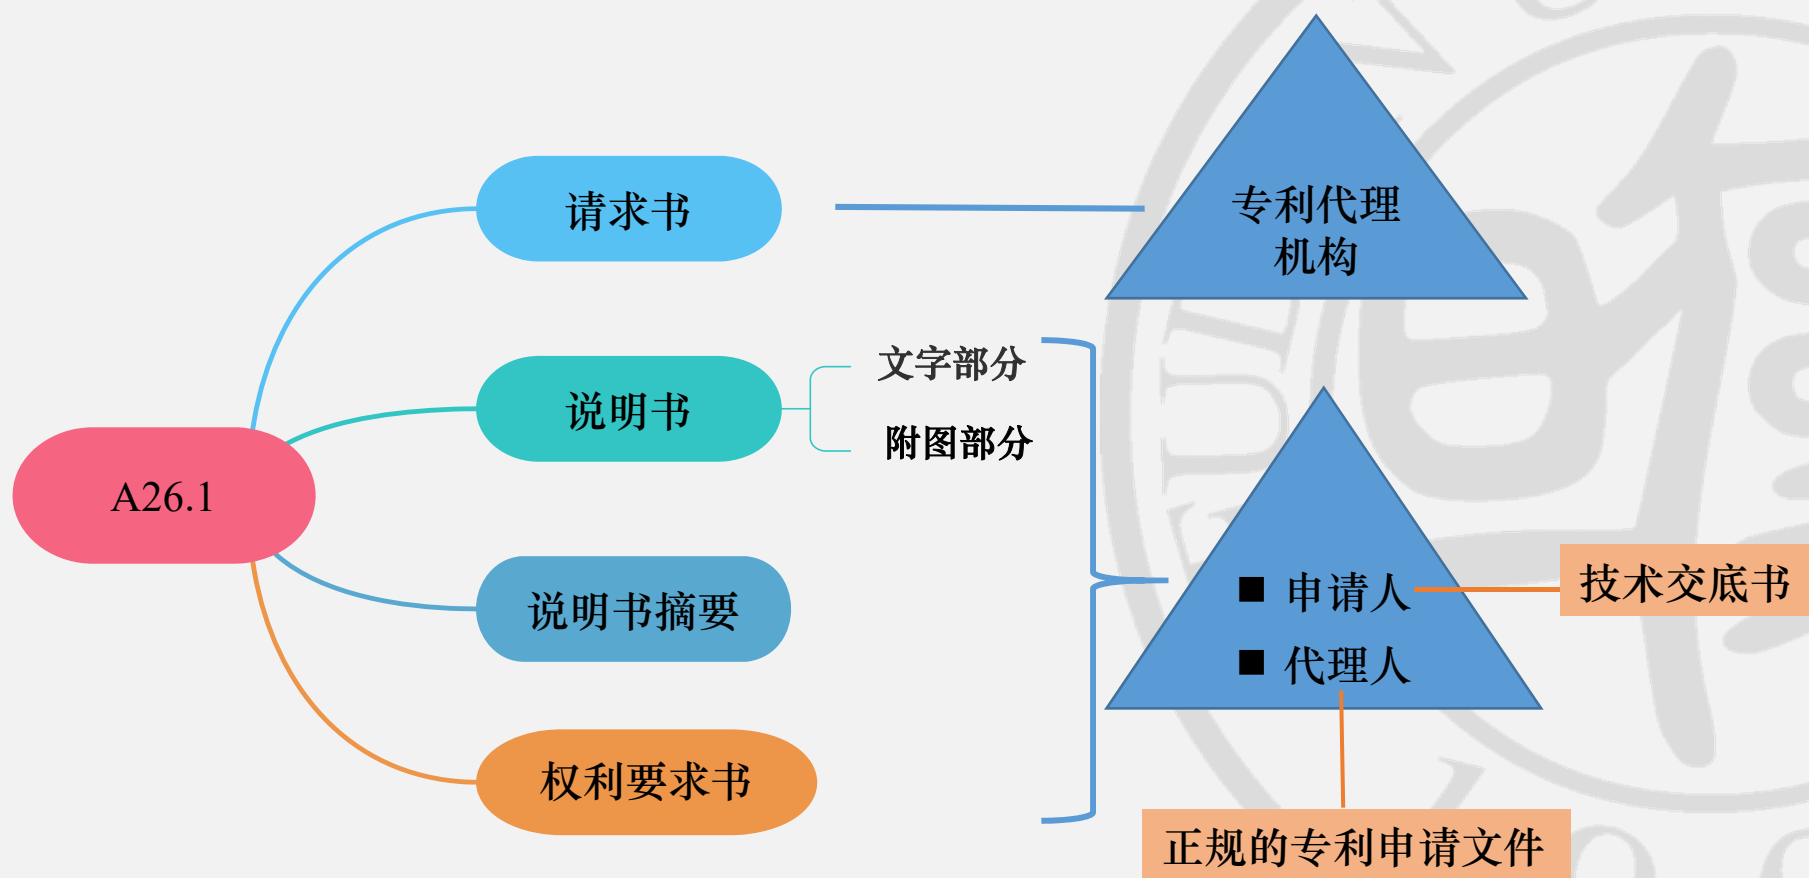 请求书
专利代理
机构
说明书
文字部分
附图部分
A26.1
说明书摘要
■ 申请人
■ 代理人
技术交底书
权利要求书
正规的专利申请文件